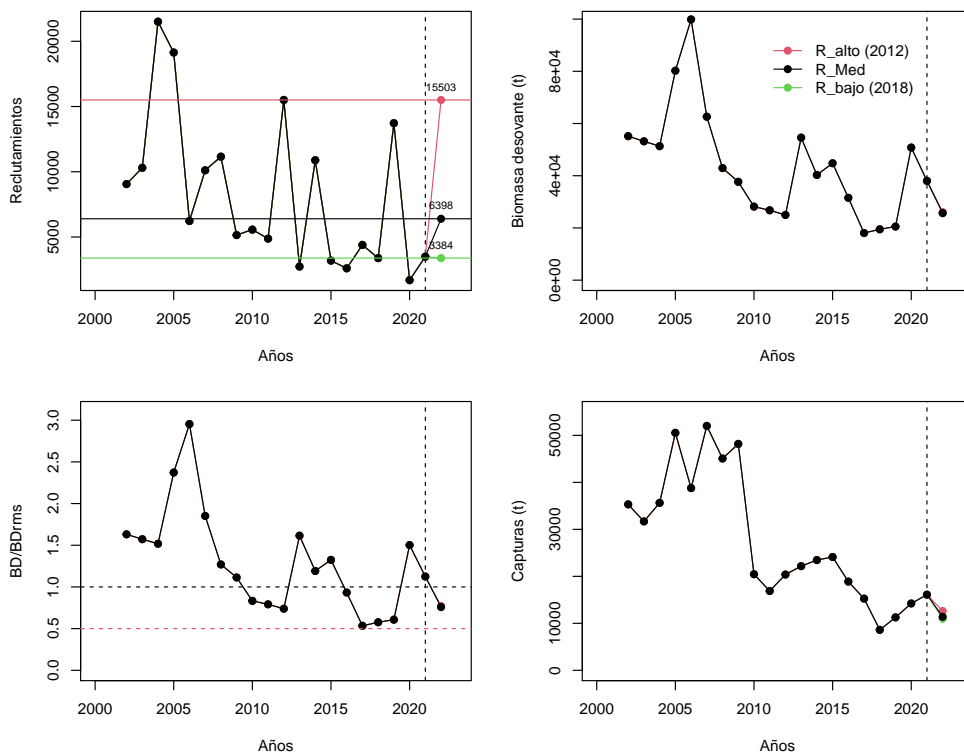 20000
15000
10000
5000
Reclutamientos
15503
6398
3384
2000 2005 2010 2015 2020
Años
8e+04
4e+04
0e+00
Biomasa desovante (t)
R_alto (2012)
R_Med
R_bajo (2018)
2000 2005 2010 2015 2020
Años
3.0
2.5
2.0
1.5
1.0
0.5
0.0
BD/BDrms
2000 2005 2010 2015 2020
Años
50000
30000
10000
0
Capturas (t)
2000 2005 2010 2015 2020
Años